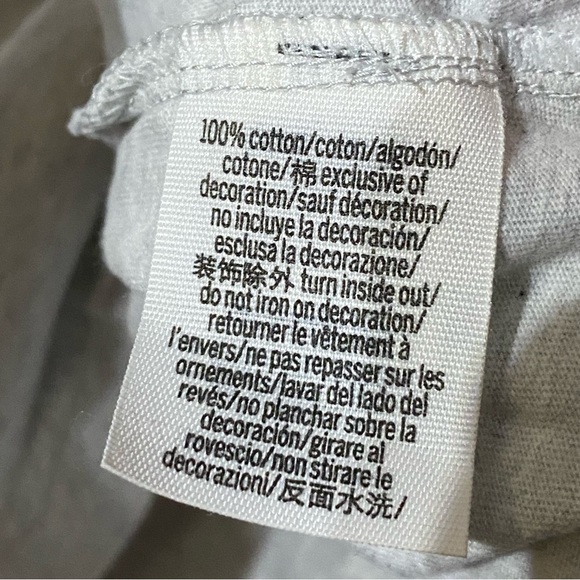 100% cotton/coton/algodón/
cotone/棉 exclusive of
decoration/sauf décoration/
no incluye la decoración/
esclusa la decorazione/
装饰除外 turn inside out/
do not iron on decoration/
retourner le vêtement à
l'envers/ne pas repasser sur les
ornements/lavar del lado del
revés/no planchar sobre la
decoración/girare al
rovescio/non stirare le
decorazioni/反面水洗/